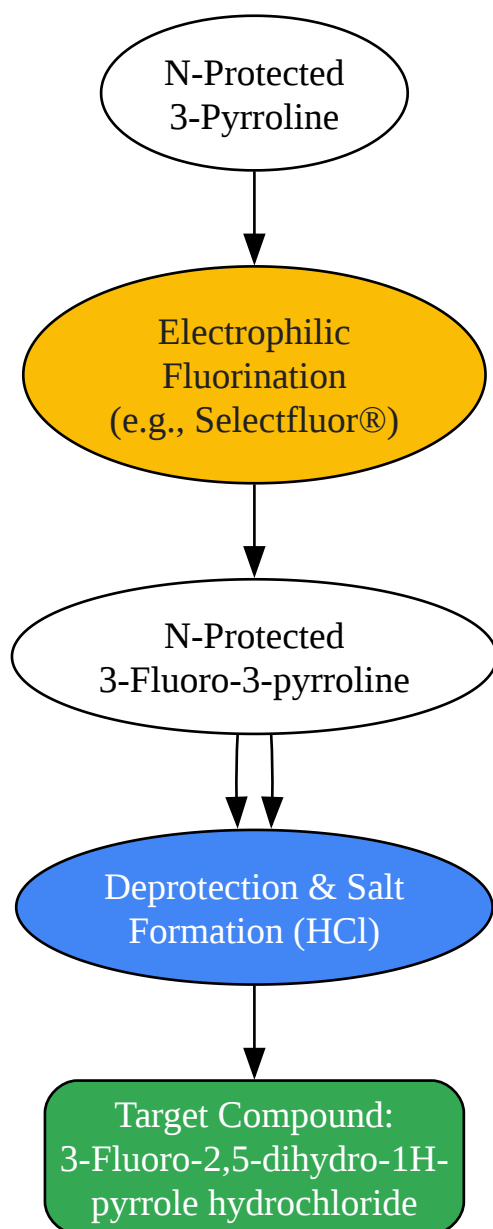 N-Protected
3-Pyrroline
Electrophilic
Fluorination
(e.g., Selectfluor®)
N-Protected
3-Fluoro-3-pyrroline
Deprotection & Salt
Formation (HCl)
Target Compound:
3-Fluoro-2,5-dihydro-1H-
pyrrole hydrochloride